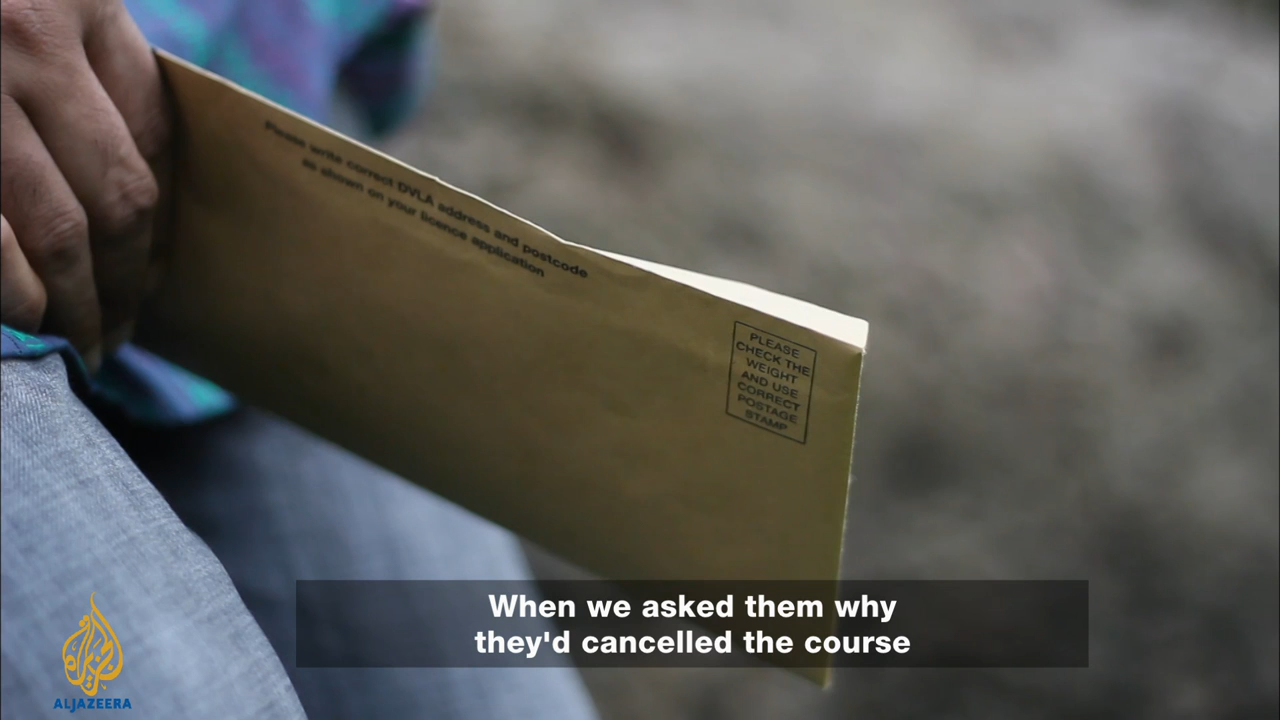 Please write correct DVLA address and postcode
as shown on your licence application
PLEASE
CHECK THE
WEIGHT
AND USE
CORRECT
POSTAGE
STAMP
When we asked them why
they'd cancelled the course
الجزيرة
ALJAZEERA